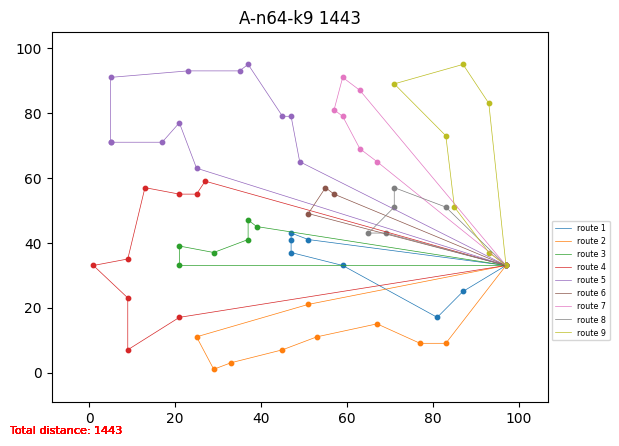 A-n64-k9 1443
100
80
60
40
20
0
0 20 40 60 80 100
route 1
route 2
route 3
route 4
route 5
route 6
route 7
route 8
route 9
Total distance: 1443